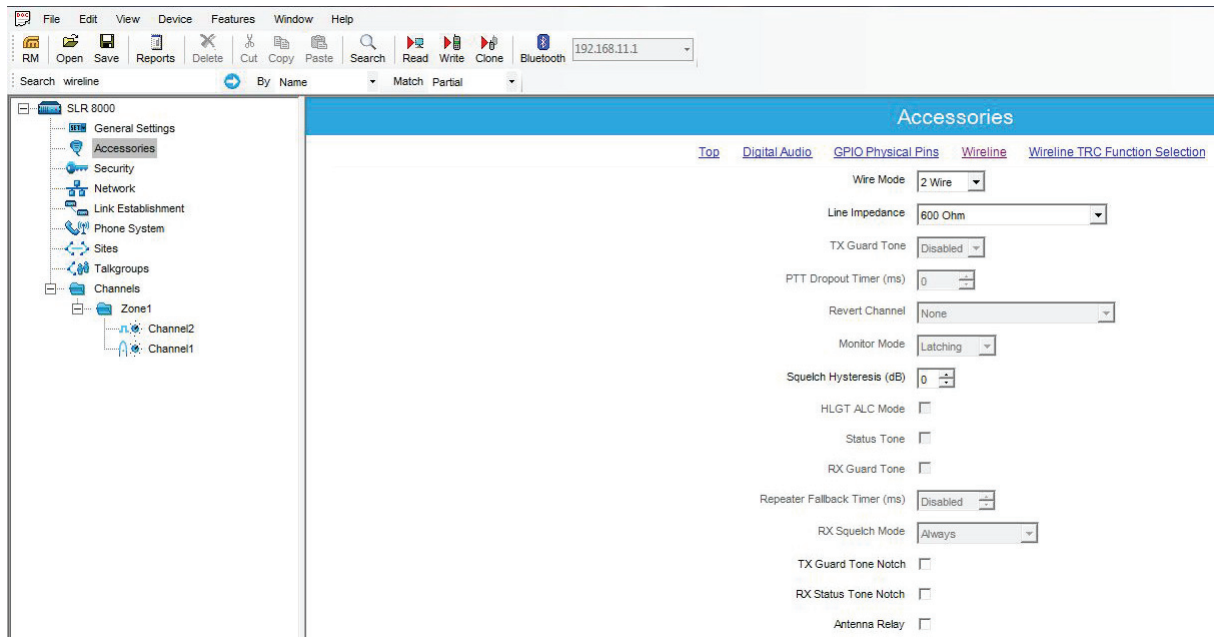 File Edit View Device Features Window Help
RM Open Save Reports Delete Cut Copy Paste Search Read Write Clone Bluetooth 192.168.11.1
Search wireline By Name Match Partial
SLR 8000
General Settings
Accessories
Security
Network
Link Establishment
Phone System
Sites
Talkgroups
Channels
Zone1
Channel2
Channel1
Accessories
Top Digital Audio GPIO Physical Pins Wireline Wireline TRC Function Selection
Wire Mode 2 Wire
Line Impedance 600 Ohm
TX Guard Tone Disabled
PTT Dropout Timer (ms) 0
Revert Channel None
Monitor Mode Latching
Squelch Hysteresis (dB) 0
HLGT ALC Mode
Status Tone
RX Guard Tone
Repeater Fallback Timer (ms) Disabled
RX Squelch Mode Always
TX Guard Tone Notch
RX Status Tone Notch
Antenna Relay